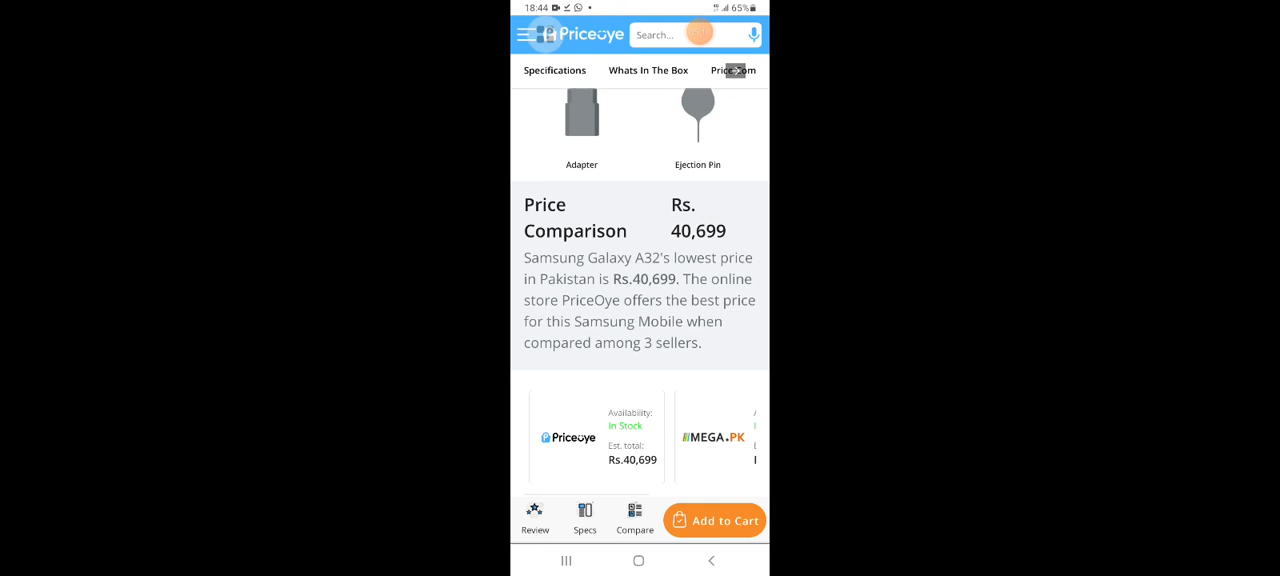 18:44
65%
Priceoye
Search...
Specifications
Whats In The Box
Adapter
Ejection Pin
Price
Comparison
Rs.
40,699
Samsung Galaxy A32's lowest price
in Pakistan is Rs.40,699. The online
store PriceOye offers the best price
for this Samsung Mobile when
compared among 3 sellers.
Priceoye
Availability:
In Stock
Est. total:
Rs.40,699
MEGA.PK
Review
Specs
Compare
Add to Cart